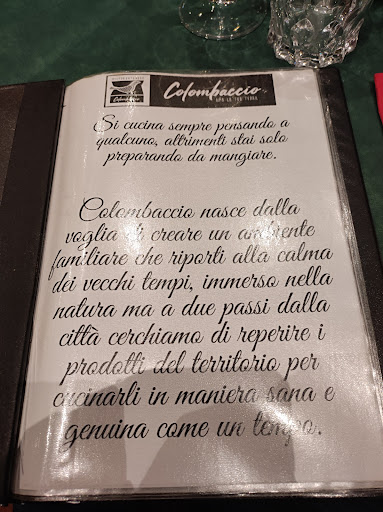 Colombaccio
Colombaccio
Si cucina sempre pensando a
qualcuno, altrimenti stai solo
preparando da mangiare.
Colombaccio nasce dalla
voglia di creare un ambiente
familiare che riporti alla calma
dei vecchi tempi, immerso nella
natura ma a due passi dalla
città cerchiamo di reperire i
prodotti del territorio per
cucinarli in maniera sana e
genuina come un tempo.